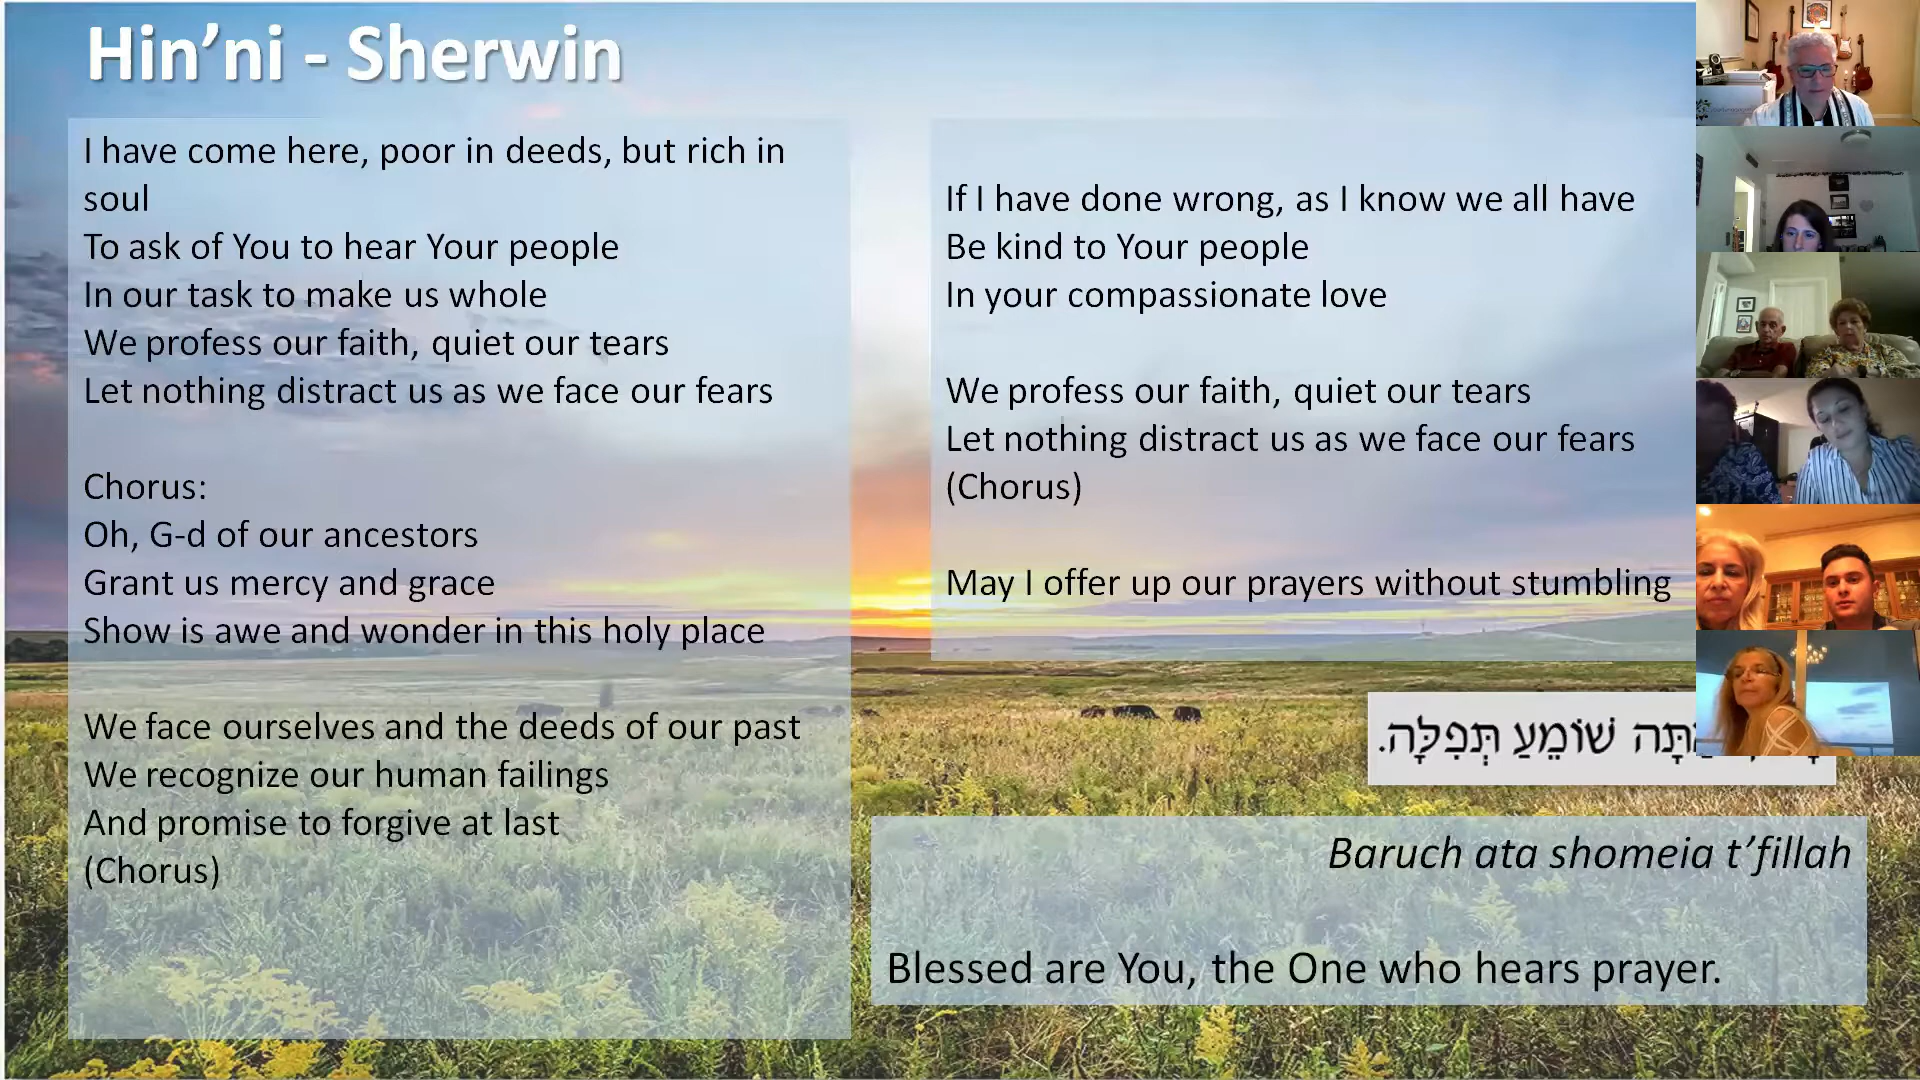 Hin’ni - Sherwin
I have come here, poor in deeds, but rich in
soul
To ask of You to hear Your people
In our task to make us whole
We profess our faith, quiet our tears
Let nothing distract us as we face our fears
Chorus:
Oh, G-d of our ancestors
Grant us mercy and grace
Show is awe and wonder in this holy place
We face ourselves and the deeds of our past
We recognize our human failings
And promise to forgive at last
(Chorus)
If I have done wrong, as I know we all have
Be kind to Your people
In your compassionate love
We profess our faith, quiet our tears
Let nothing distract us as we face our fears
(Chorus)
May I offer up our prayers without stumbling
שׁוֹמֵעַ תְּפִלָּה.
Baruch ata shomeia t’fillah
Blessed are You, the One who hears prayer.